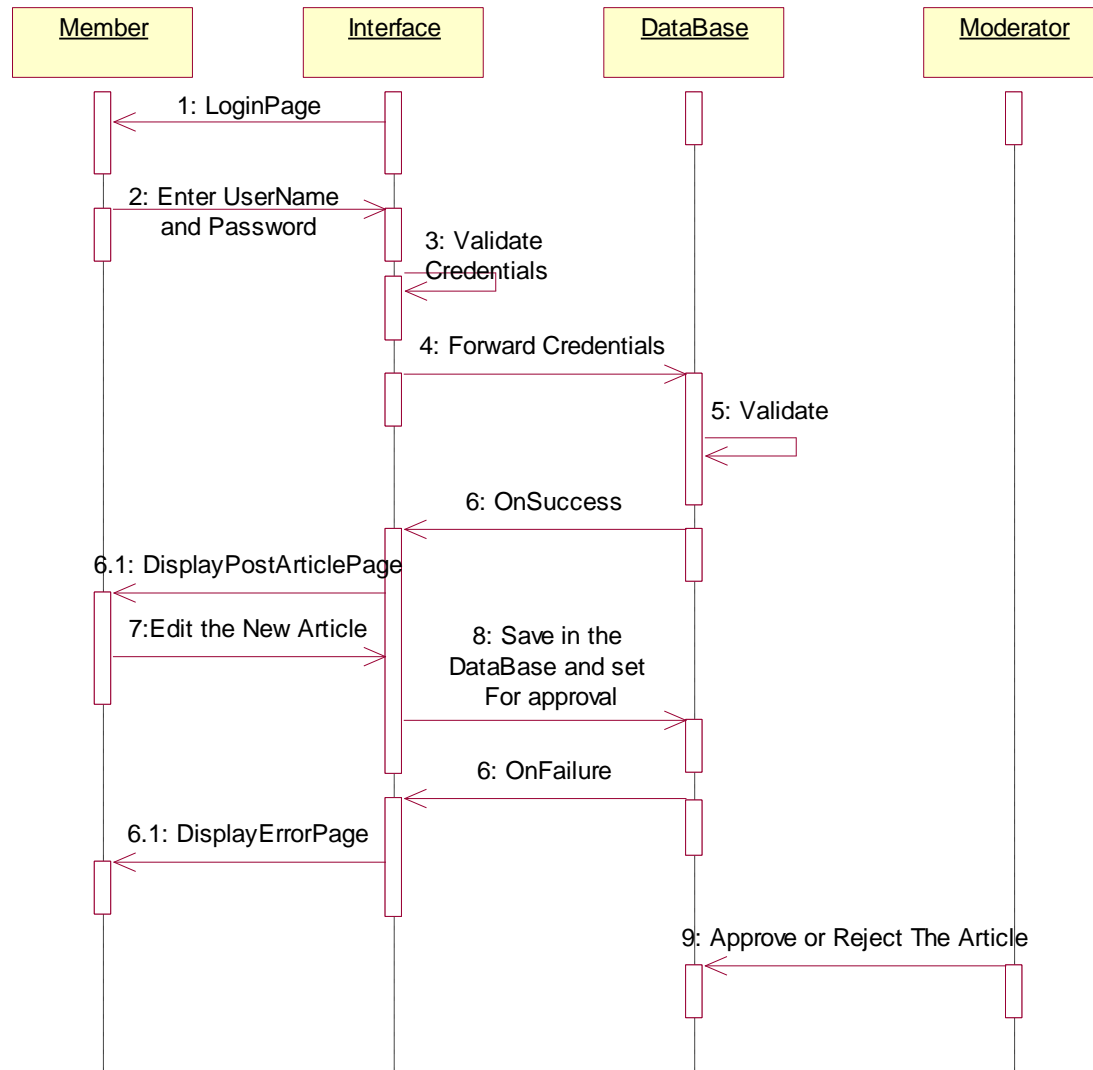 Member
Interface
DataBase
Moderator
1: LoginPage
2: Enter UserName
and Password
3: Validate
Credentials
4: Forward Credentials
5: Validate
6: OnSuccess
6.1: DisplayPostArticlePage
7:Edit the New Article
8: Save in the
DataBase and set
For approval
6: OnFailure
6.1: DisplayErrorPage
9: Approve or Reject The Article